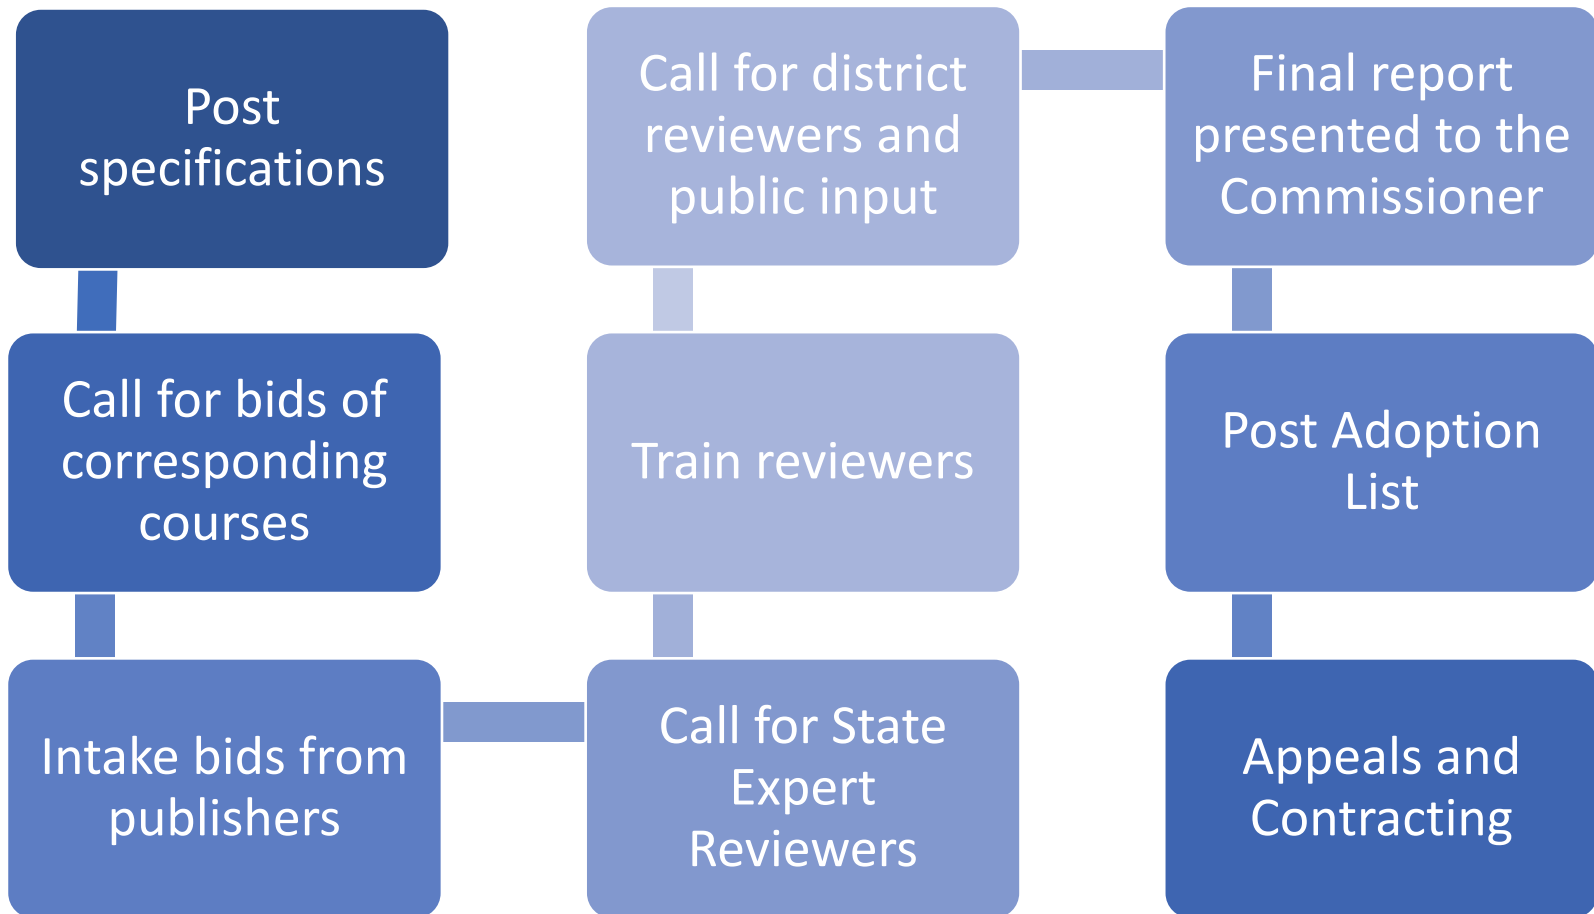 Post
specifications
Call for bids of
corresponding
courses
Intake bids from
publishers
Call for State
Expert
Reviewers
Train reviewers
Call for district
reviewers and
public input
Final report
presented to the
Commissioner
Post Adoption
List
Appeals and
Contracting